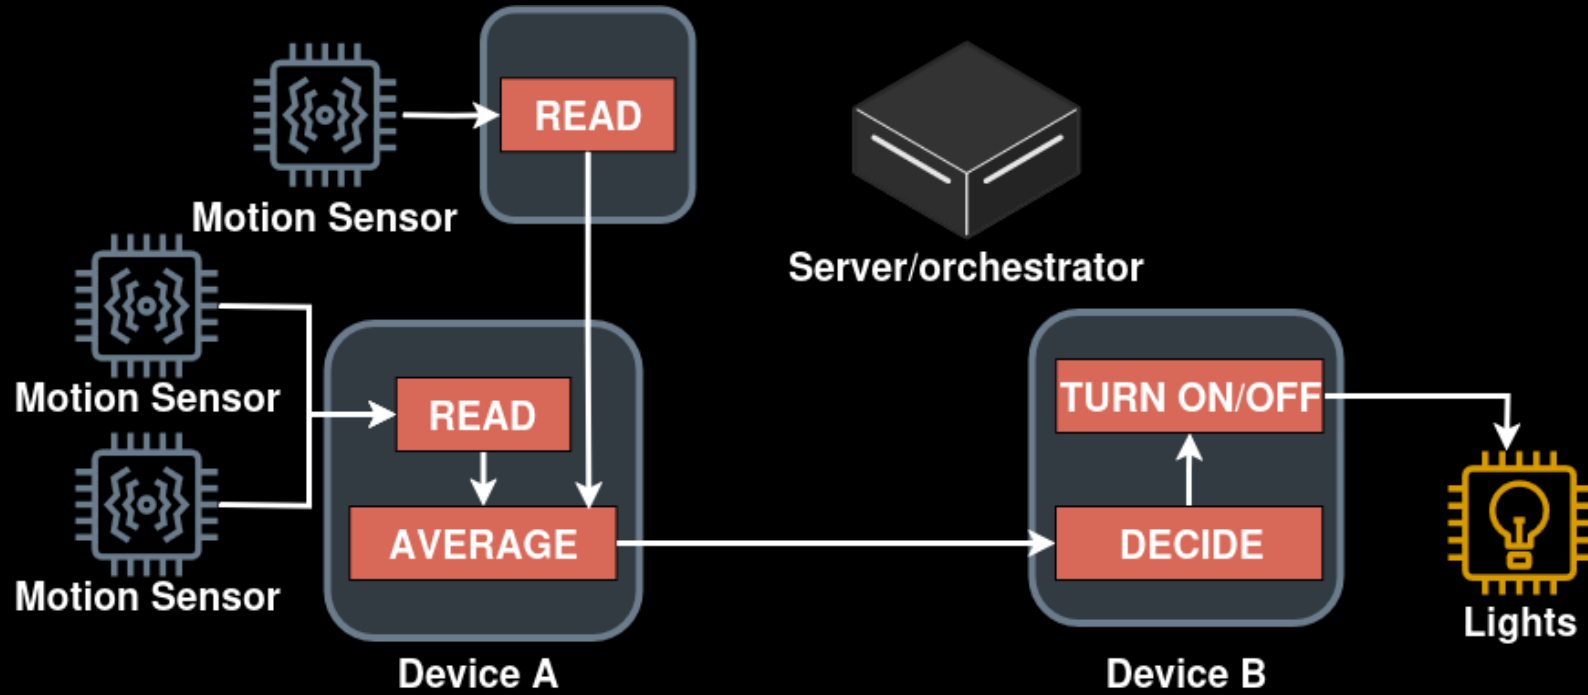 READ
Motion Sensor
Server/orchestrator
Motion Sensor
READ
TURN ON/OFF
AVERAGE
DECIDE
Motion Sensor
Lights
Device A
Device B